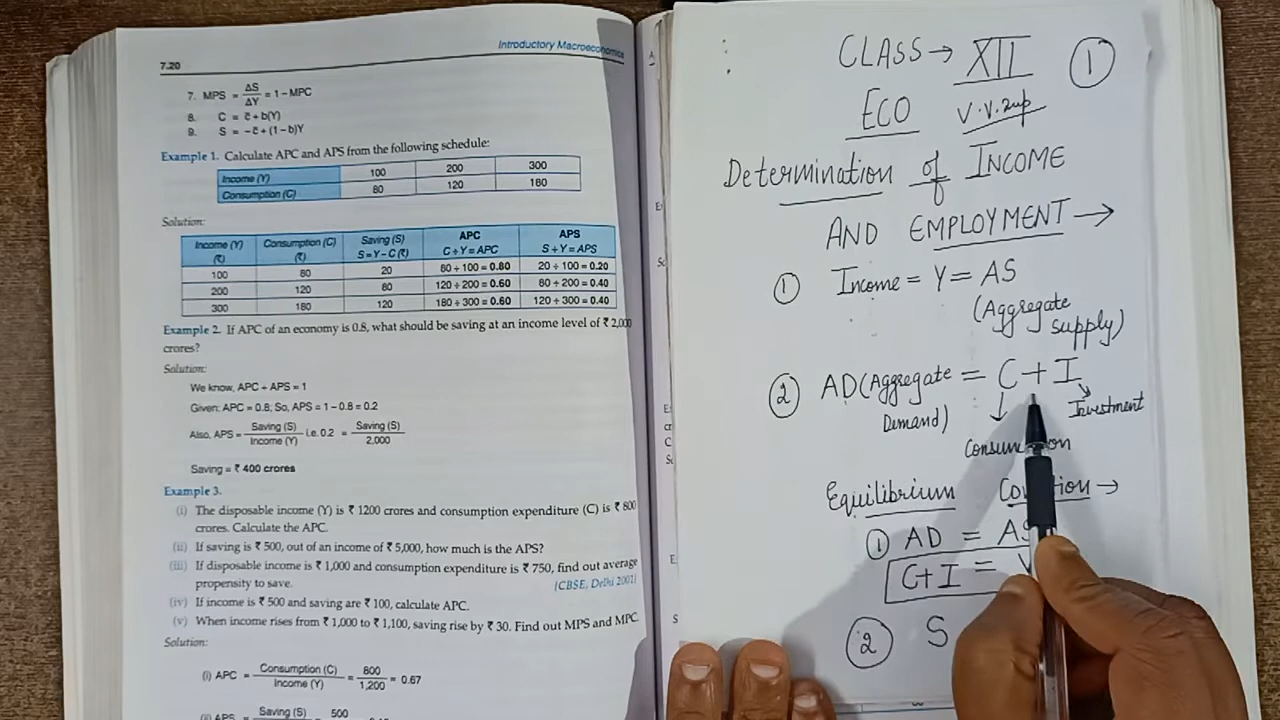 7.20
Introductory Macroeconomics
7. MPS = ΔS/ΔY = 1 – MPC
8. C = c̄ + b(Y)
9. S = –c̄ + (1 – b)Y
Example 1. Calculate APC and APS from the following schedule:
Income (Y) 100 200 300
Consumption (C) 80 120 180
Solution:
Income (Y) (₹) Consumption (C) (₹) Saving (S) S = Y – C (₹) APC C ÷ Y = APC APS S ÷ Y = APS
100 80 20 80 ÷ 100 = 0.80 20 ÷ 100 = 0.20
200 120 80 120 ÷ 200 = 0.60 80 ÷ 200 = 0.40
300 180 120 180 ÷ 300 = 0.60 120 ÷ 300 = 0.40
Example 2. If APC of an economy is 0.8, what should be saving at an income level of ₹ 2,000
crores?
Solution:
We know, APC + APS = 1
Given: APC = 0.8; So, APS = 1 – 0.8 = 0.2
Also, APS = Saving (S)/Income (Y) i.e. 0.2 = Saving (S)/2,000
Saving = ₹ 400 crores
Example 3.
(i) The disposable income (Y) is ₹ 1200 crores and consumption expenditure (C) is ₹ 800
crores. Calculate the APC.
(ii) If saving is ₹ 500, out of an income of ₹ 5,000, how much is the APS?
(iii) If disposable income is ₹ 1,000 and consumption expenditure is ₹ 750, find out average
propensity to save. [CBSE, Delhi 2001]
(iv) If income is ₹ 500 and saving are ₹ 100, calculate APC.
(v) When income rises from ₹ 1,000 to ₹ 1,100, saving rise by ₹ 30. Find out MPS and MPC.
Solution:
(i) APC = Consumption (C)/Income (Y) = 800/1,200 = 0.67
(ii) APS = Saving (S) 500
CLASS → XII 1
ECO V.V.Imp
Determination of INCOME
AND EMPLOYMENT →
1 Income = Y = AS
(Aggregate
supply)
2 AD (Aggregate = C + I
Demand) Investment
Equilibrium
1 AD = AS
C+I =
2 S